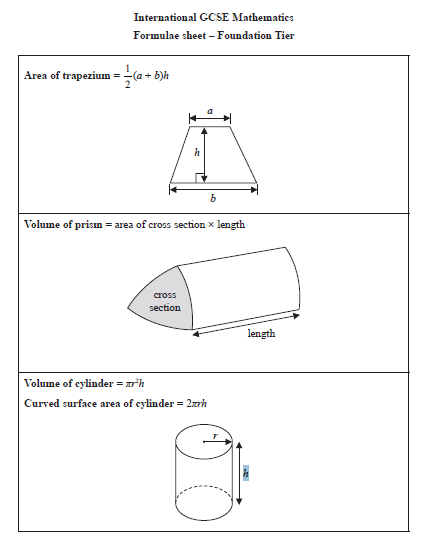 International GCSE Mathematics
Formulae sheet – Foundation Tier
Area of trapezium = 1/2(a + b)h
a
h
b
Volume of prism = area of cross section × length
cross
section
length
Volume of cylinder = πr²h
Curved surface area of cylinder = 2πrh
r
h